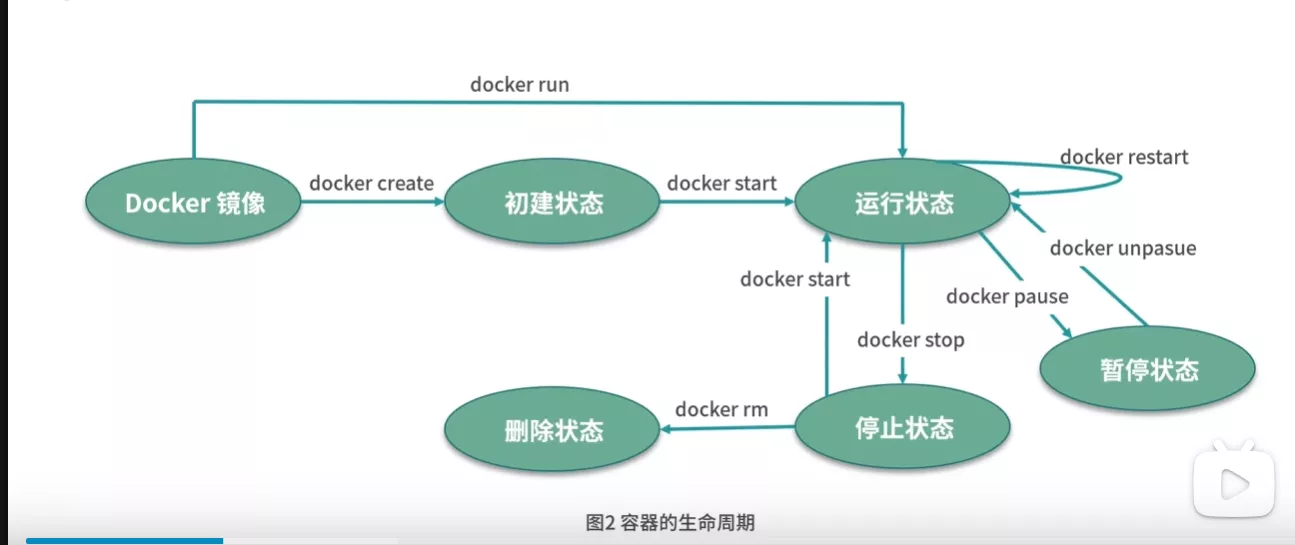 docker run
docker restart
Docker 镜像
docker create
初建状态
docker start
运行状态
docker unpasue
docker start
docker pause
docker stop
暂停状态
删除状态
docker rm
停止状态
图2 容器的生命周期